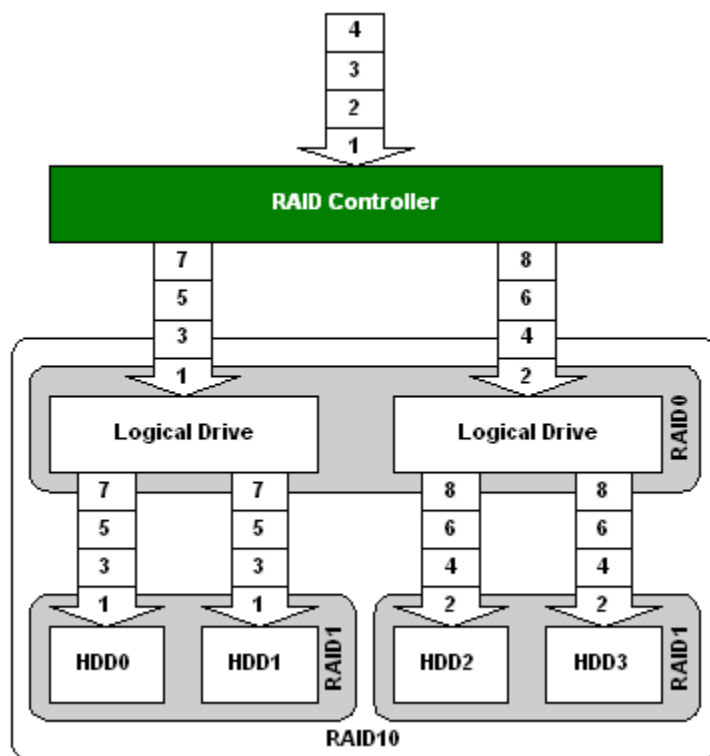 4
3
2
1
RAID Controller
7 8
5 6
3 4
1 2
Logical Drive Logical Drive
RAID0
7 7 8 8
5 5 6 6
3 3 4 4
1 1 2 2
HDD0 HDD1 RAID1 HDD2 HDD3 RAID1
RAID10